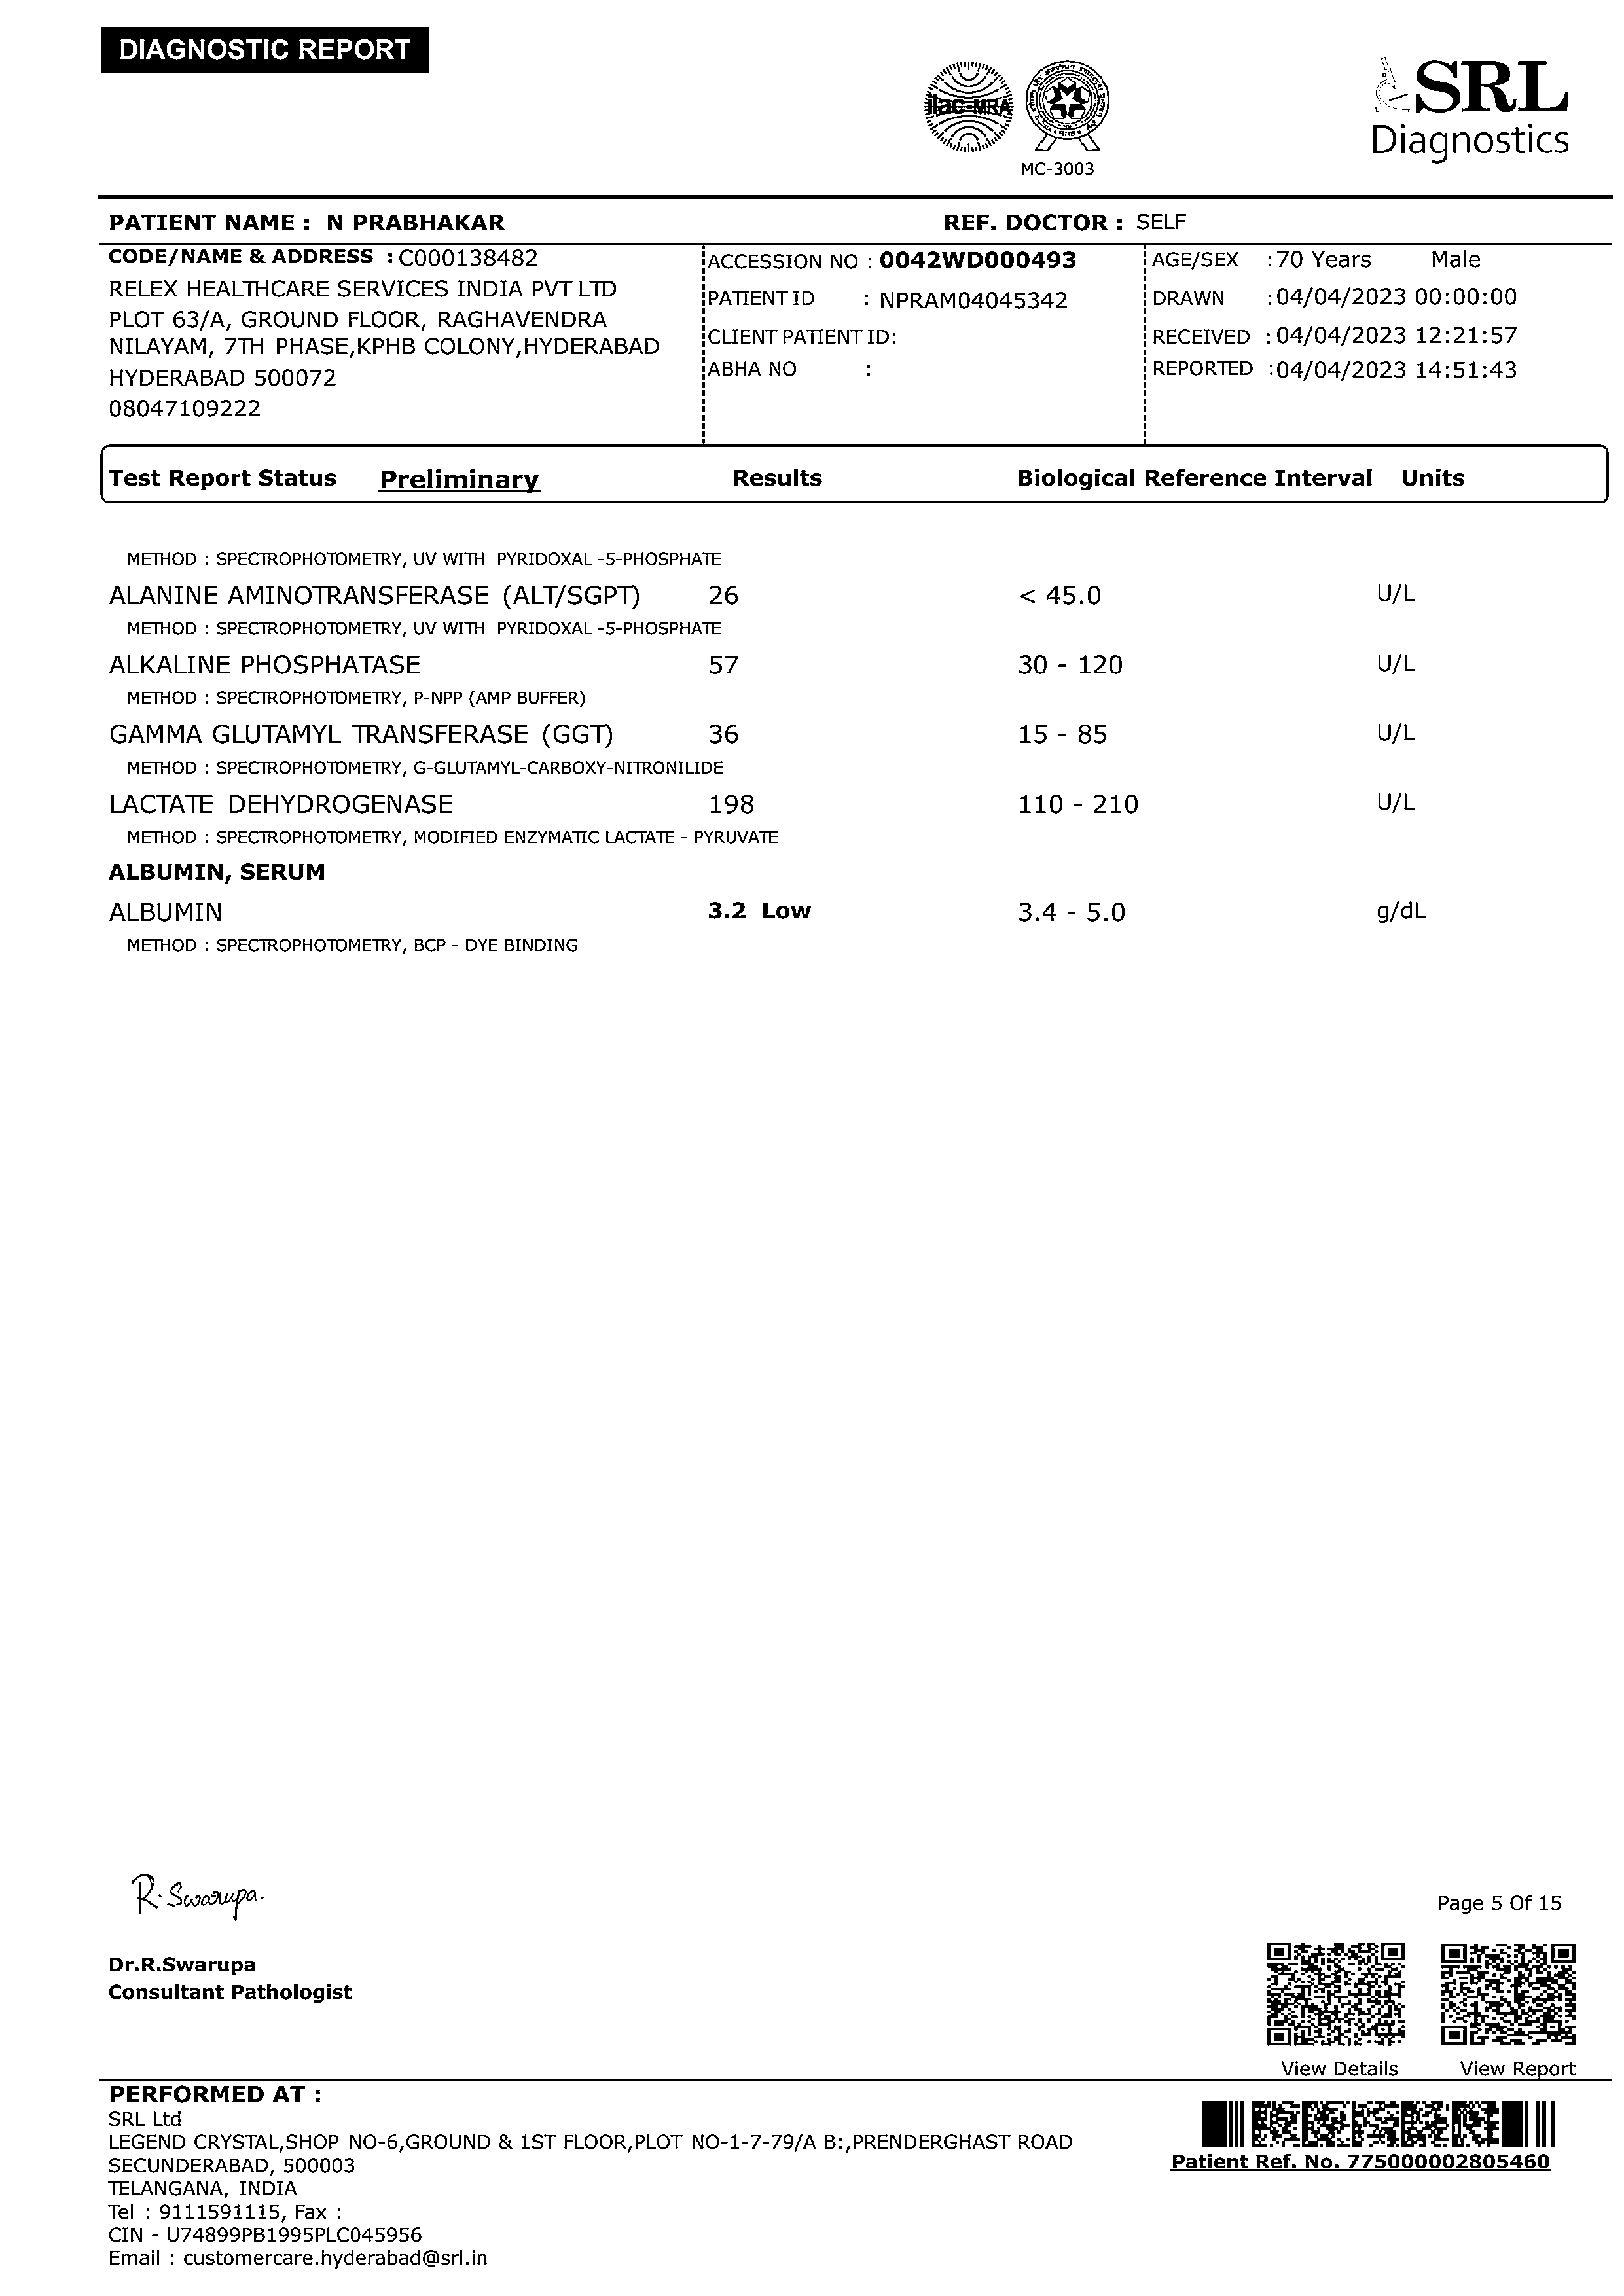 DIAGNOSTIC REPORT
ilac-MRA
MC-3003
SRL
Diagnostics
PATIENT NAME : N PRABHAKAR REF. DOCTOR : SELF
CODE/NAME & ADDRESS : C000138482
RELEX HEALTHCARE SERVICES INDIA PVT LTD
PLOT 63/A, GROUND FLOOR, RAGHAVENDRA
NILAYAM, 7TH PHASE,KPHB COLONY,HYDERABAD
HYDERABAD 500072
08047109222
ACCESSION NO : 0042WD000493
PATIENT ID : NPRAM04045342
CLIENT PATIENT ID:
ABHA NO :
AGE/SEX : 70 Years Male
DRAWN : 04/04/2023 00:00:00
RECEIVED : 04/04/2023 12:21:57
REPORTED : 04/04/2023 14:51:43
Test Report Status Preliminary Results Biological Reference Interval Units
METHOD : SPECTROPHOTOMETRY, UV WITH PYRIDOXAL -5-PHOSPHATE
ALANINE AMINOTRANSFERASE (ALT/SGPT) 26 < 45.0 U/L
METHOD : SPECTROPHOTOMETRY, UV WITH PYRIDOXAL -5-PHOSPHATE
ALKALINE PHOSPHATASE 57 30 - 120 U/L
METHOD : SPECTROPHOTOMETRY, P-NPP (AMP BUFFER)
GAMMA GLUTAMYL TRANSFERASE (GGT) 36 15 - 85 U/L
METHOD : SPECTROPHOTOMETRY, G-GLUTAMYL-CARBOXY-NITRONILIDE
LACTATE DEHYDROGENASE 198 110 - 210 U/L
METHOD : SPECTROPHOTOMETRY, MODIFIED ENZYMATIC LACTATE - PYRUVATE
ALBUMIN, SERUM
ALBUMIN 3.2 Low 3.4 - 5.0 g/dL
METHOD : SPECTROPHOTOMETRY, BCP - DYE BINDING
R. Swarupa.
Page 5 Of 15
Dr.R.Swarupa
Consultant Pathologist
View Details View Report
PERFORMED AT :
SRL Ltd
LEGEND CRYSTAL,SHOP NO-6,GROUND & 1ST FLOOR,PLOT NO-1-7-79/A B:,PRENDERGHAST ROAD
SECUNDERABAD, 500003
TELANGANA, INDIA
Tel : 9111591115, Fax :
CIN - U74899PB1995PLC045956
Email : customercare.hyderabad@srl.in
Patient Ref. No. 775000002805460